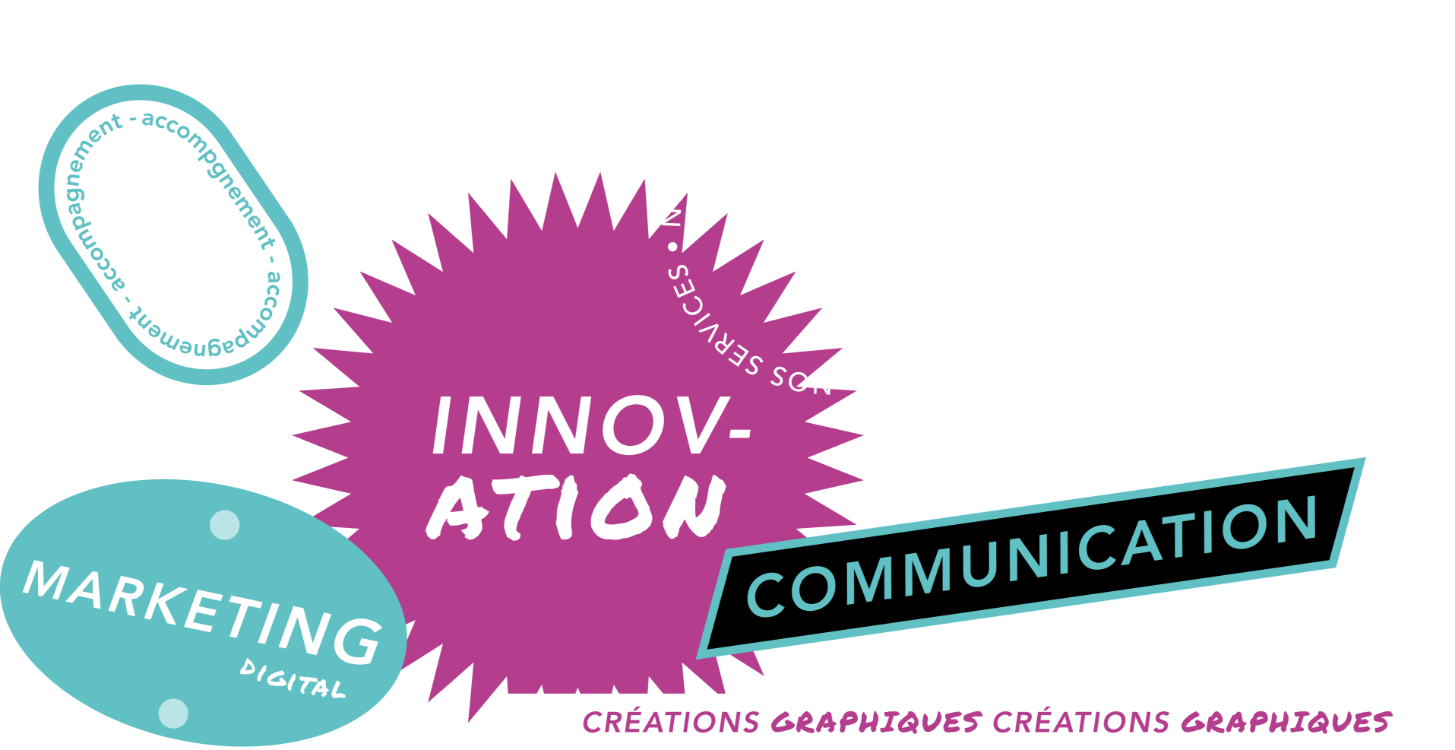 accompgnement - accompagnement - accompagnement -
NOS SERVICES • N
INNOV-
ATION
COMMUNICATION
MARKETING
DIGITAL
CRÉATIONS GRAPHIQUES CRÉATIONS GRAPHIQUES